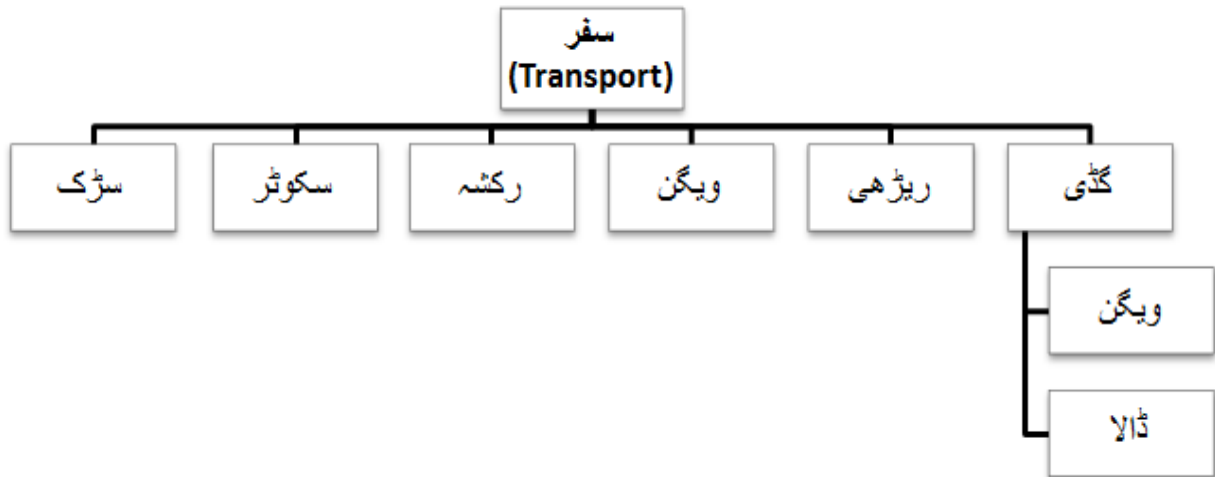 سفر
(Transport)
گڈی
ریڑھی
ویگن
رکشہ
سکوٹر
سڑک
ویگن
ڈالا